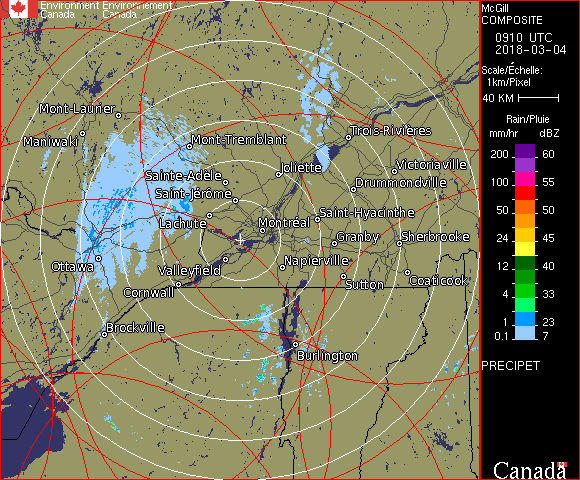 Environment Environnement
Canada Canada
McGill
COMPOSITE
0910 UTC
2018-03-04
Scale/Échelle:
1km/Pixel
40 KM
Rain/Pluie
mm/hr dBZ
200 60
150 57
100 55
50 50
24 45
12 40
4 33
1 23
0.1 7
PRECIPET
Canada
Mont-Laurier
Maniwaki
Mont-Tremblant
Trois-Rivières
Sainte-Adèle
Joliette
Victoriaville
Saint-Jérôme
Drummondville
Lachute
Montréal
Saint-Hyacinthe
Ottawa
Granby
Sherbrooke
Valleyfield
Napierville
Cornwall
Sutton
Coaticook
Brockville
Burlington